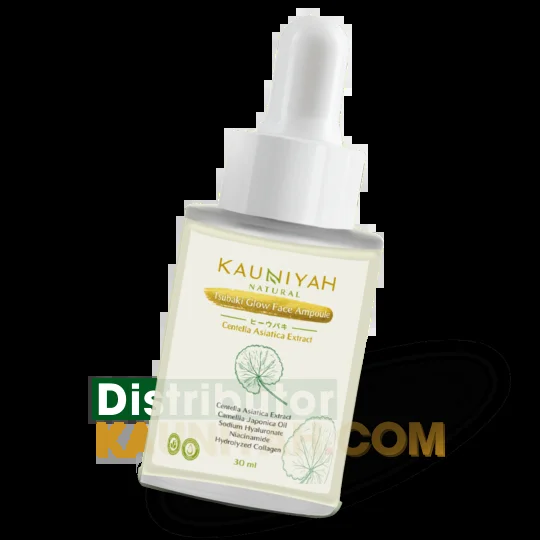 KAUNIYAH
NATURAL
Tsubaki Glow Face Ampoule
ヒーウバキ
Centella Asiatica Extract
Distributor
KAUNIYAH.COM
Centella Asiatica Extract
Camellia Japonica Oil
Sodium Hyaluronate
Niacinamide
Hydrolyzed Collagen
30 ml